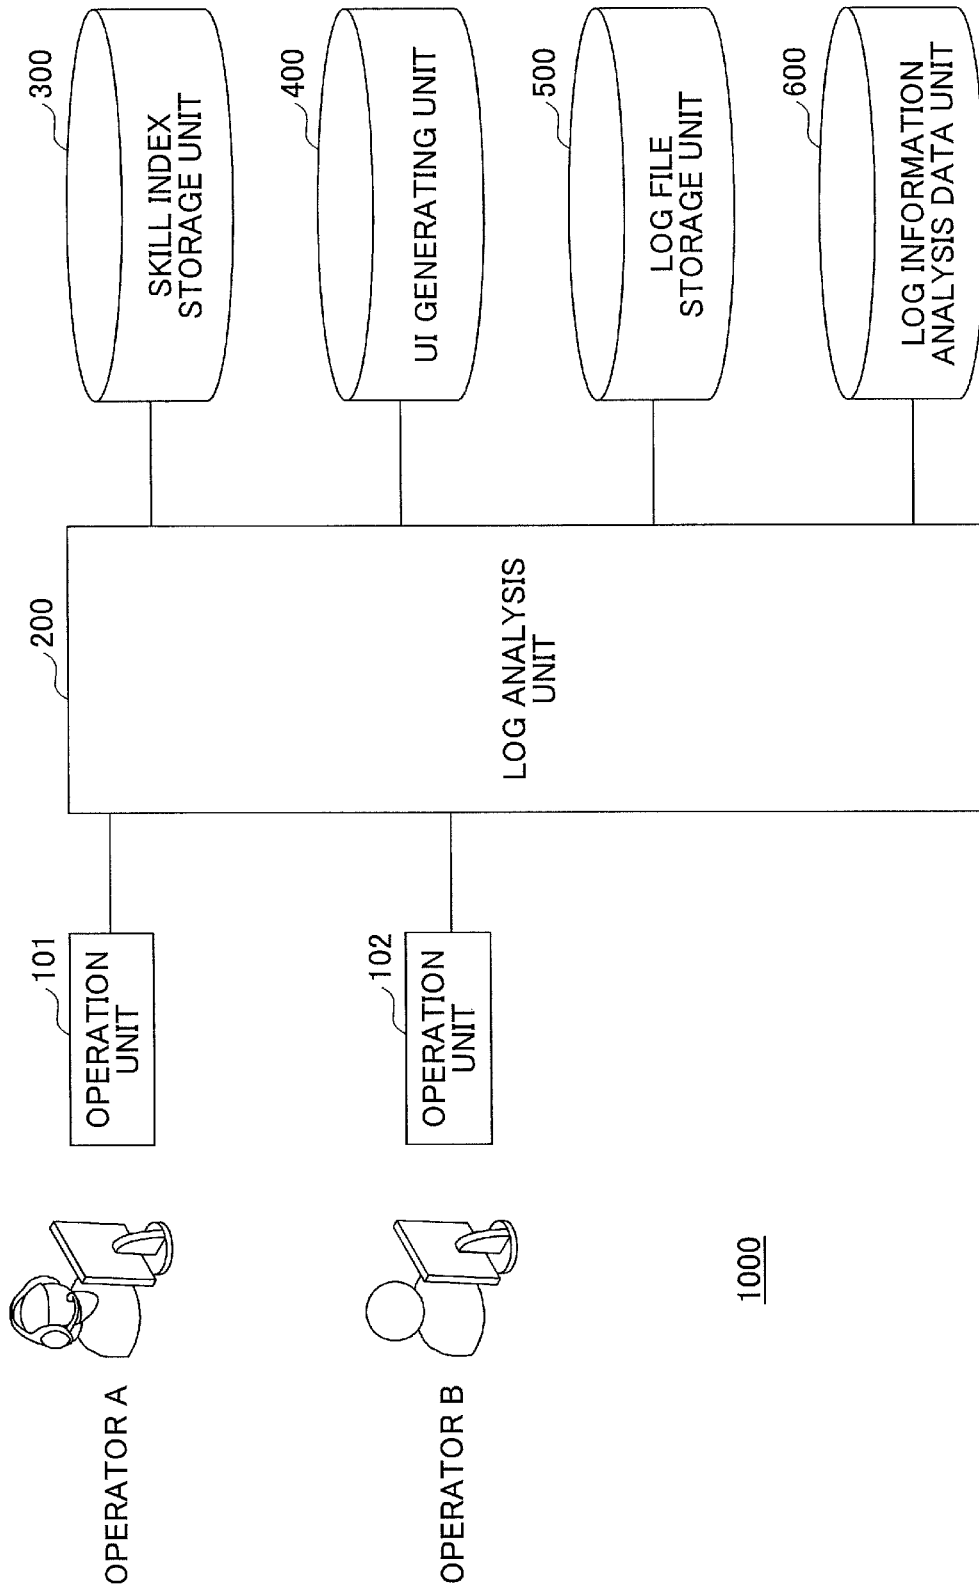 OPERATOR A
101
OPERATION
UNIT
OPERATOR B
102
OPERATION
UNIT
200
LOG ANALYSIS
UNIT
300
SKILL INDEX
STORAGE UNIT
400
UI GENERATING UNIT
500
LOG FILE
STORAGE UNIT
600
LOG INFORMATION
ANALYSIS DATA UNIT
1000